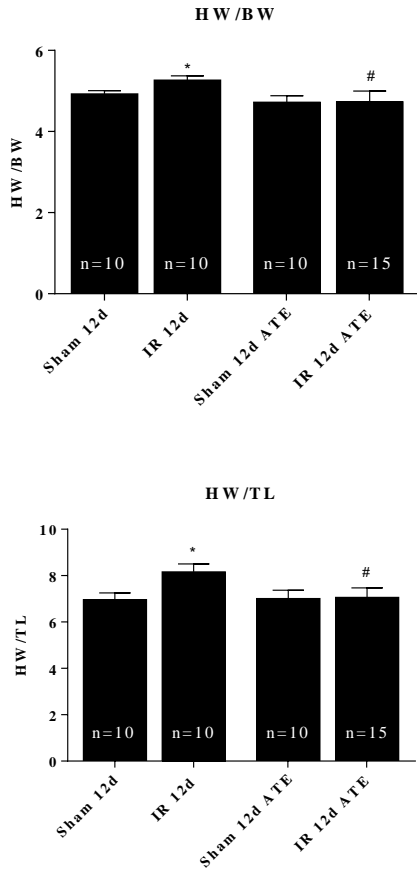 HW/BW
6
4
2
0
HW/BW
*
#
n=10
n=10
n=10
n=15
Sham 12d
IR 12d
Sham 12d ATE
IR 12d ATE
HW/TL
10
8
6
4
2
0
HW/TL
*
#
n=10
n=10
n=10
n=15
Sham 12d
IR 12d
Sham 12d ATE
IR 12d ATE